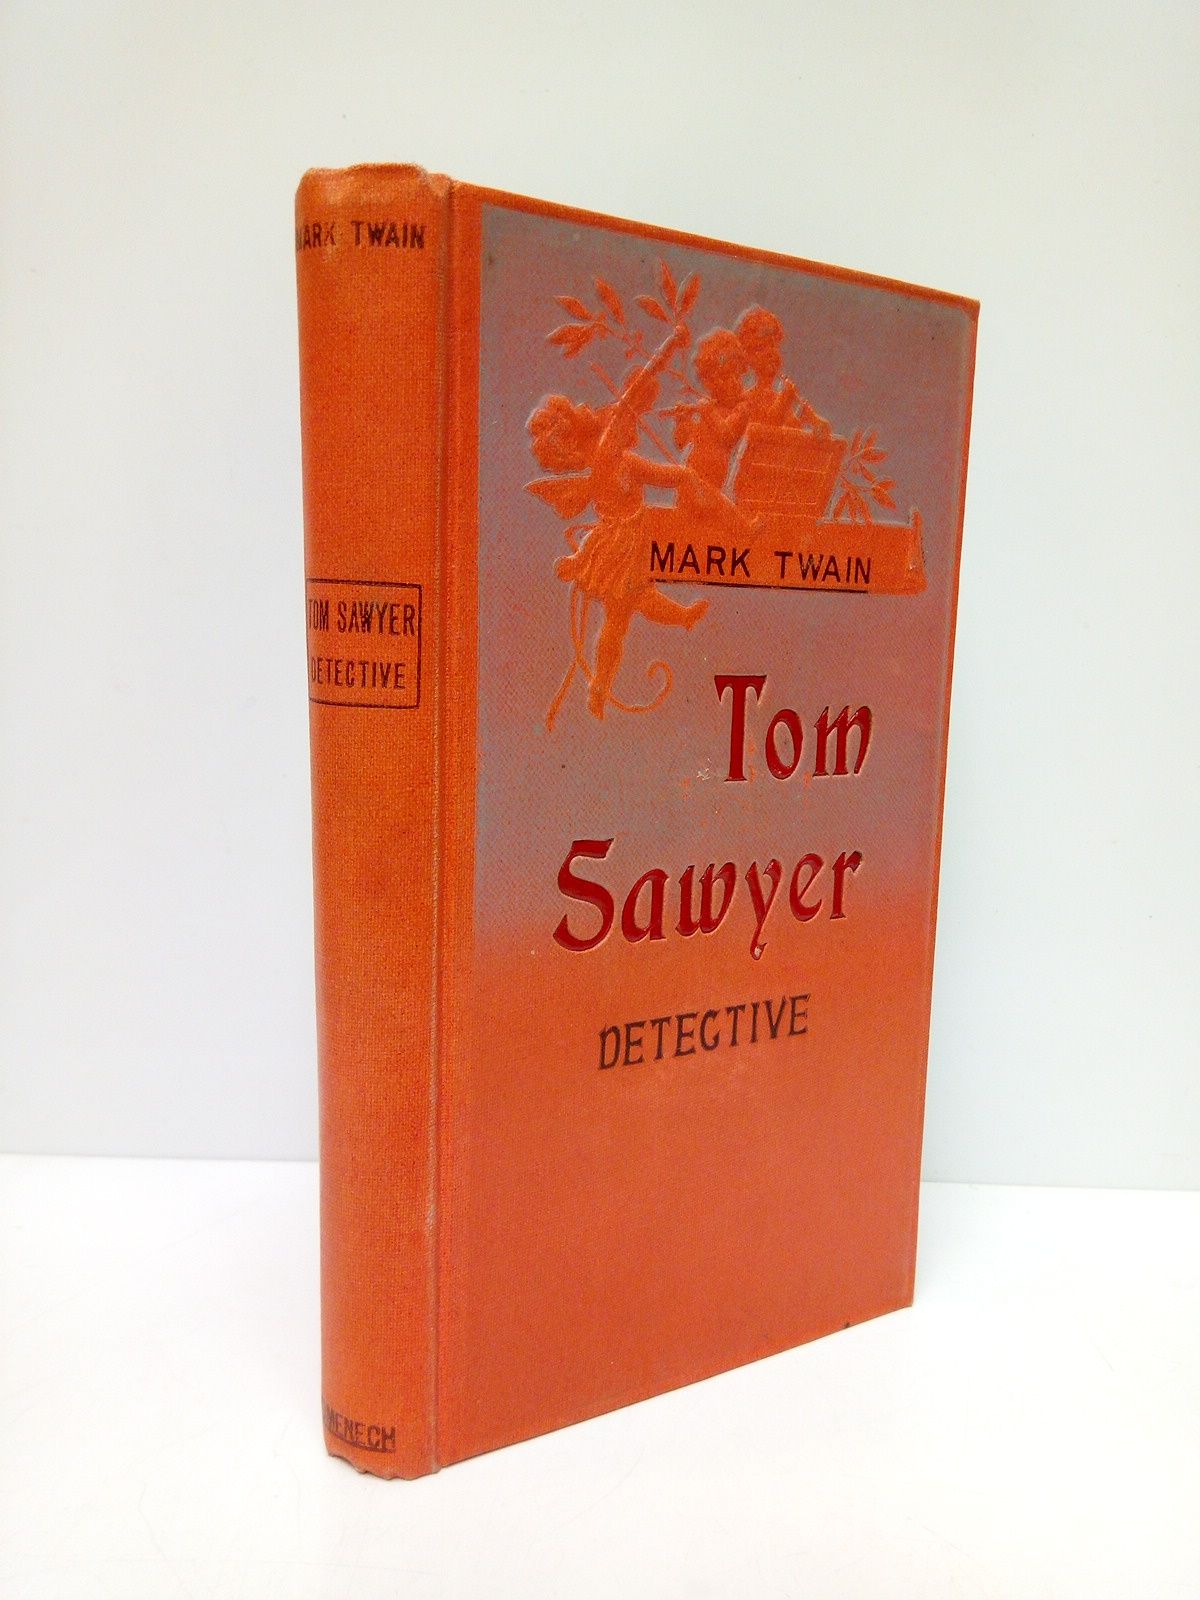 MARK TWAIN
TOM SAWYER
DETECTIVE
MARK TWAIN
Tom
Sawyer
DETECTIVE